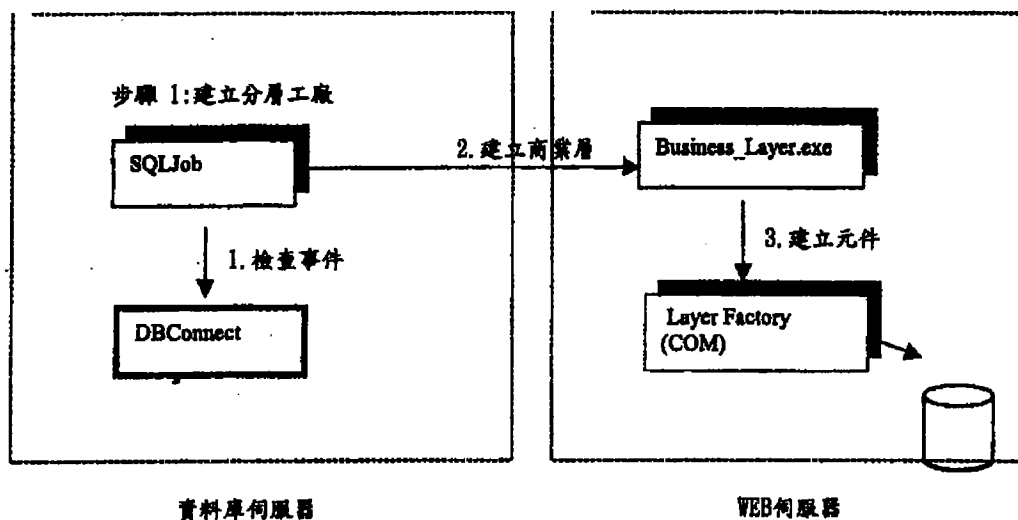 步驟 1:建立分層工廠
SQLJob
2.建立商業層
Business_Layer.exe
1.檢查事件
3.建立元件
DBConnect
Layer Factory
(COM)
資料庫伺服器
WEB伺服器